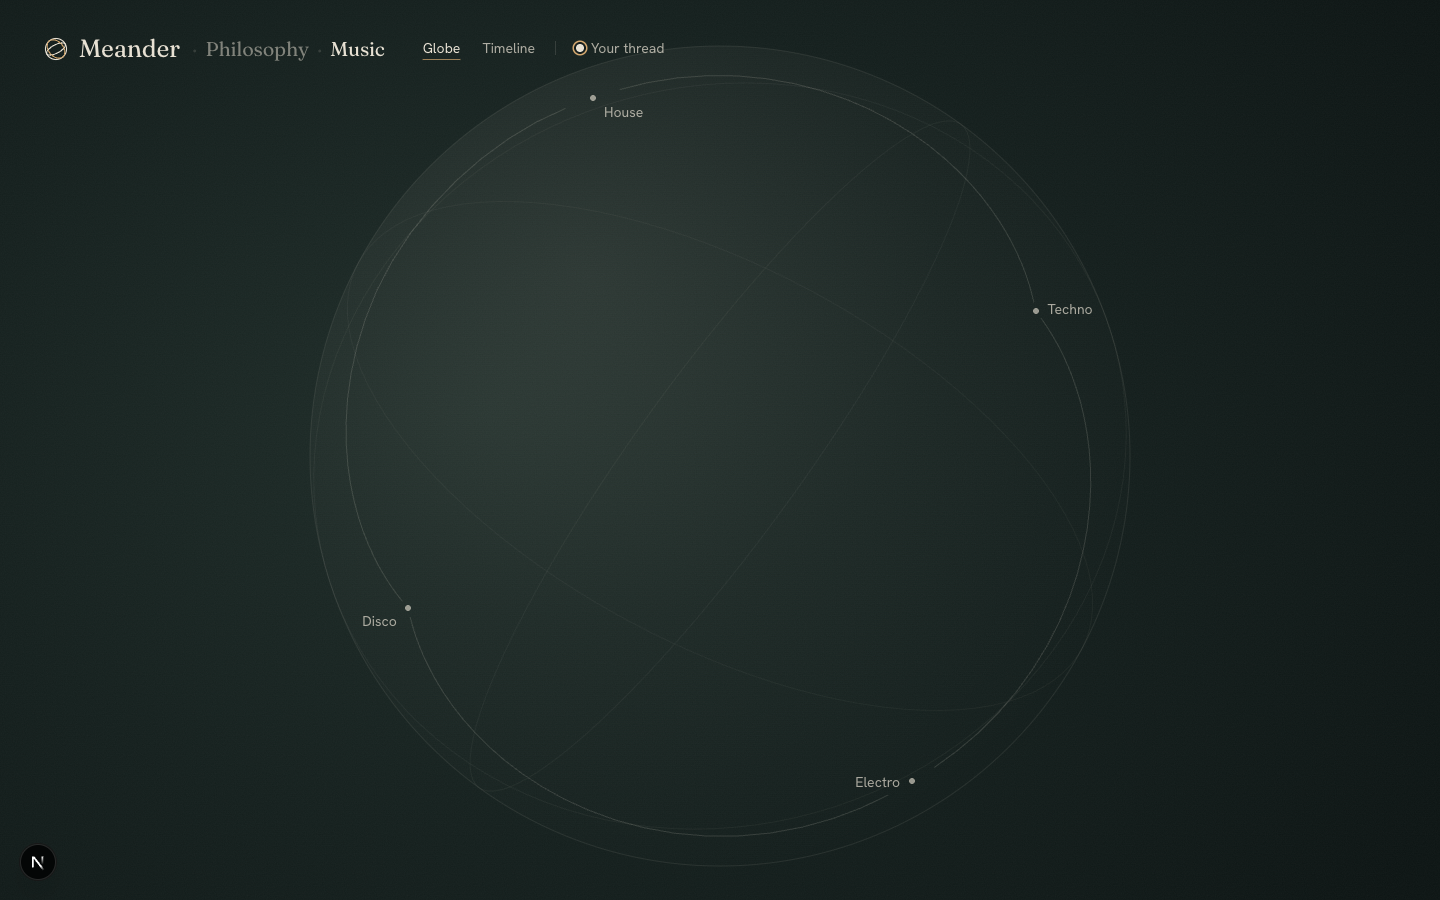 Meander · Philosophy · Music Globe Timeline Your thread
House
Techno
Disco
Electro
N